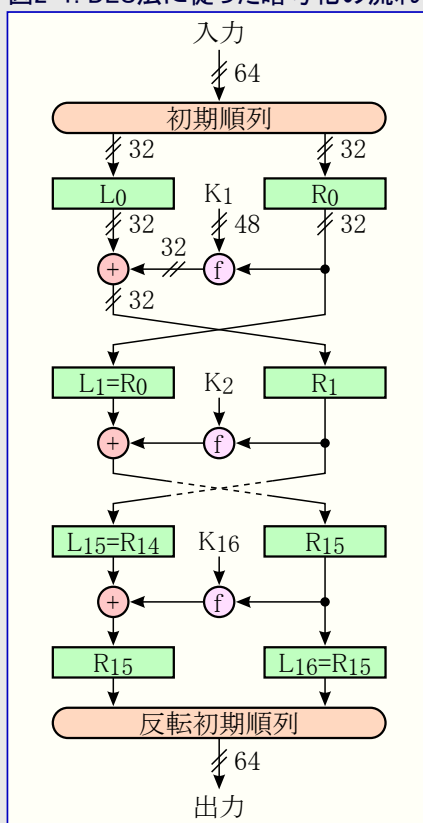 図2-4. DES法に従った暗号化の流れ
入力
64
初期順列
32 32
L0 K1 R0
32 48 32
32
+ f
32
L1=R0 K2 R1
+ f
L15=R14 K16 R15
+ f
R15 L16=R15
反転初期順列
64
出力